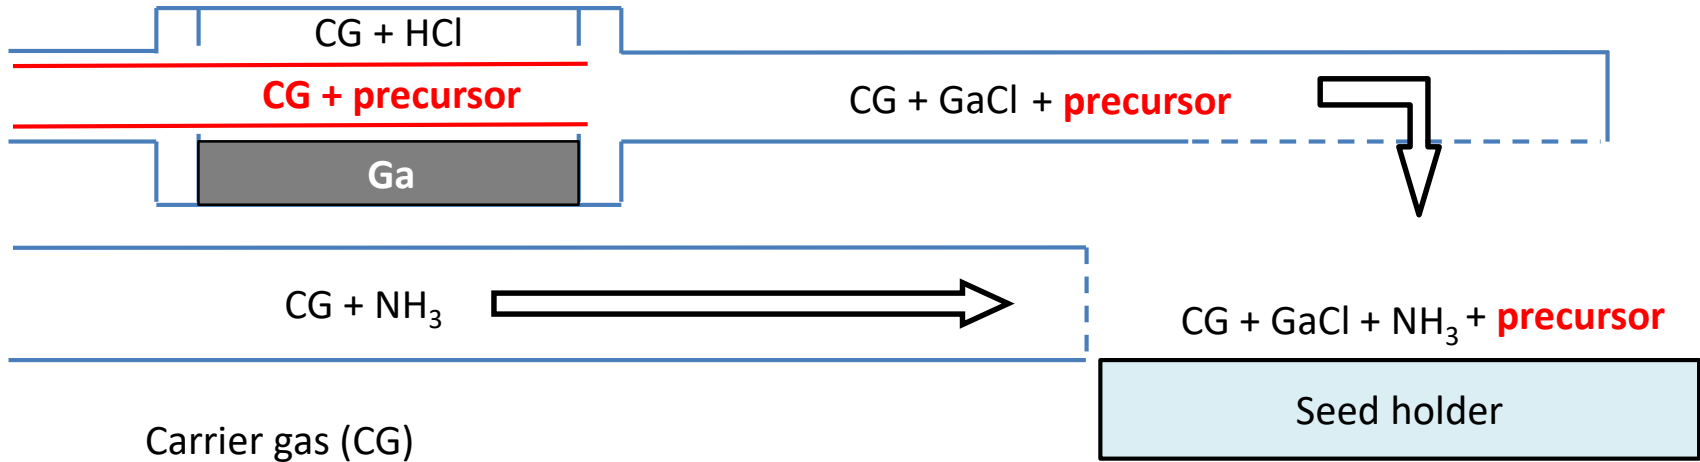 CG + HCl
CG + precursor
CG + GaCl + precursor
Ga
CG + NH₃
CG + GaCl + NH₃ + precursor
Seed holder
Carrier gas (CG)